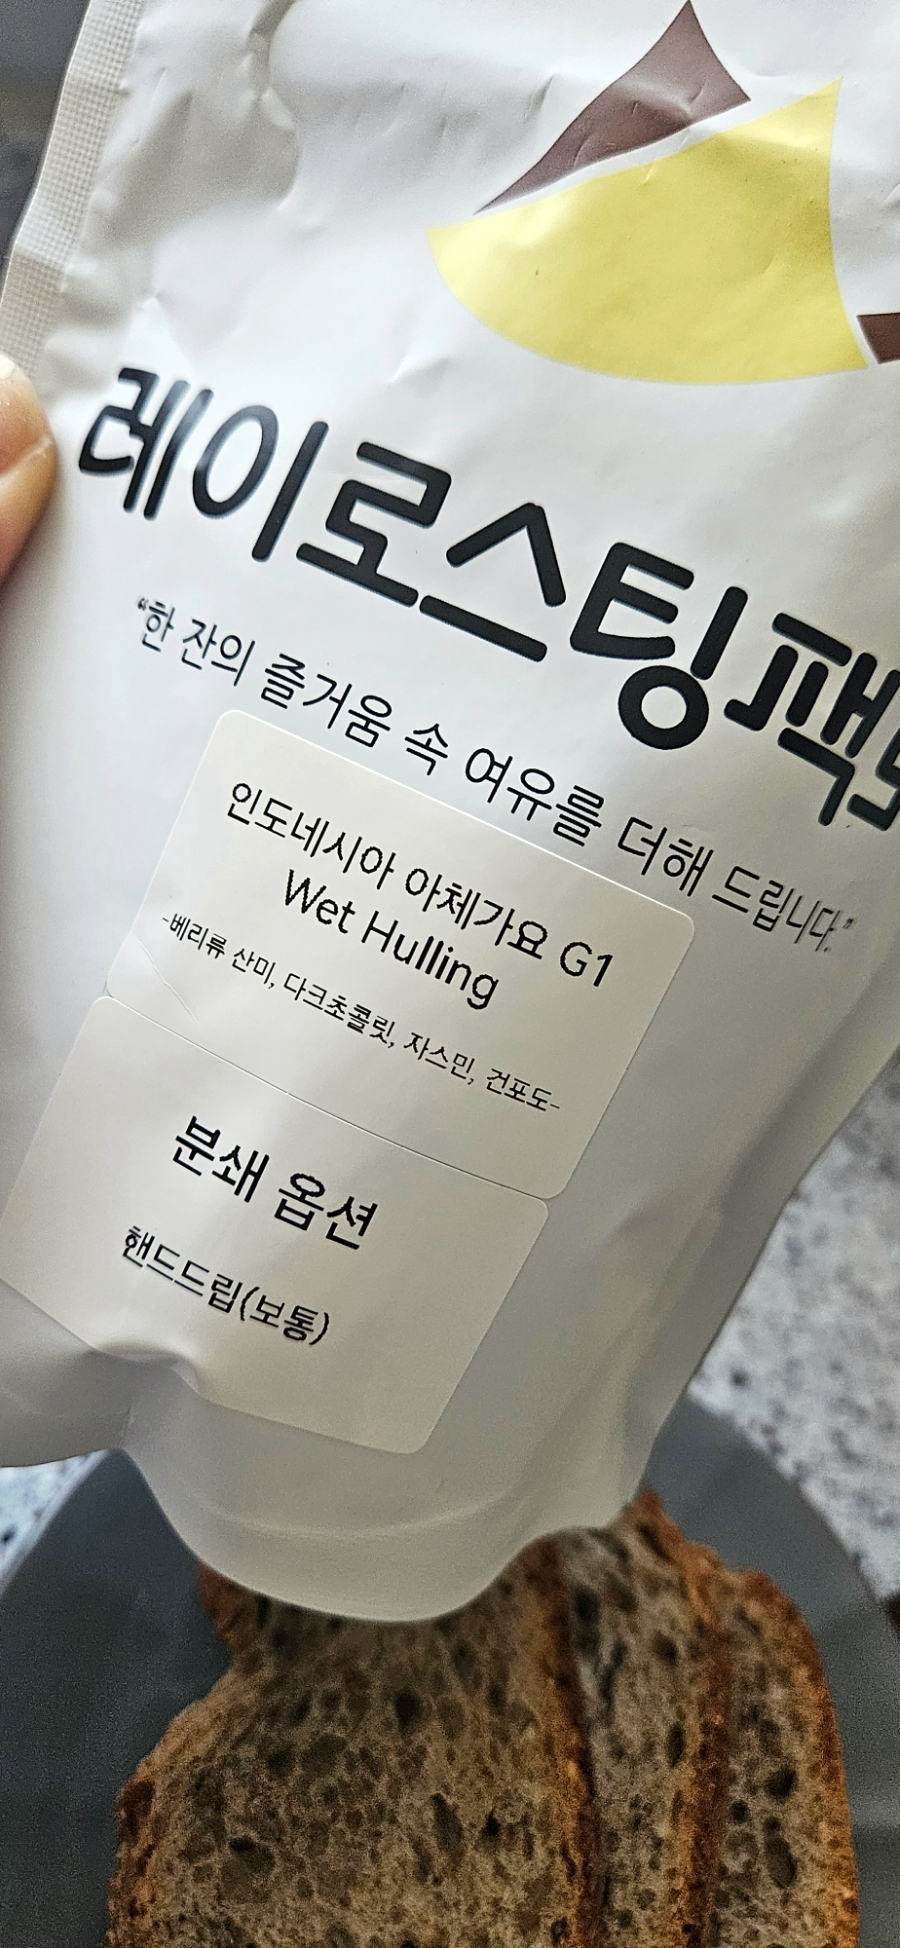 레이로스팅팩토
“한 잔의 즐거움 속 여유를 더해 드립니다.”
인도네시아 아체가요 G1
Wet Hulling
-베리류 산미, 다크초콜릿, 자스민, 건포도-
분쇄 옵션
핸드드립(보통)